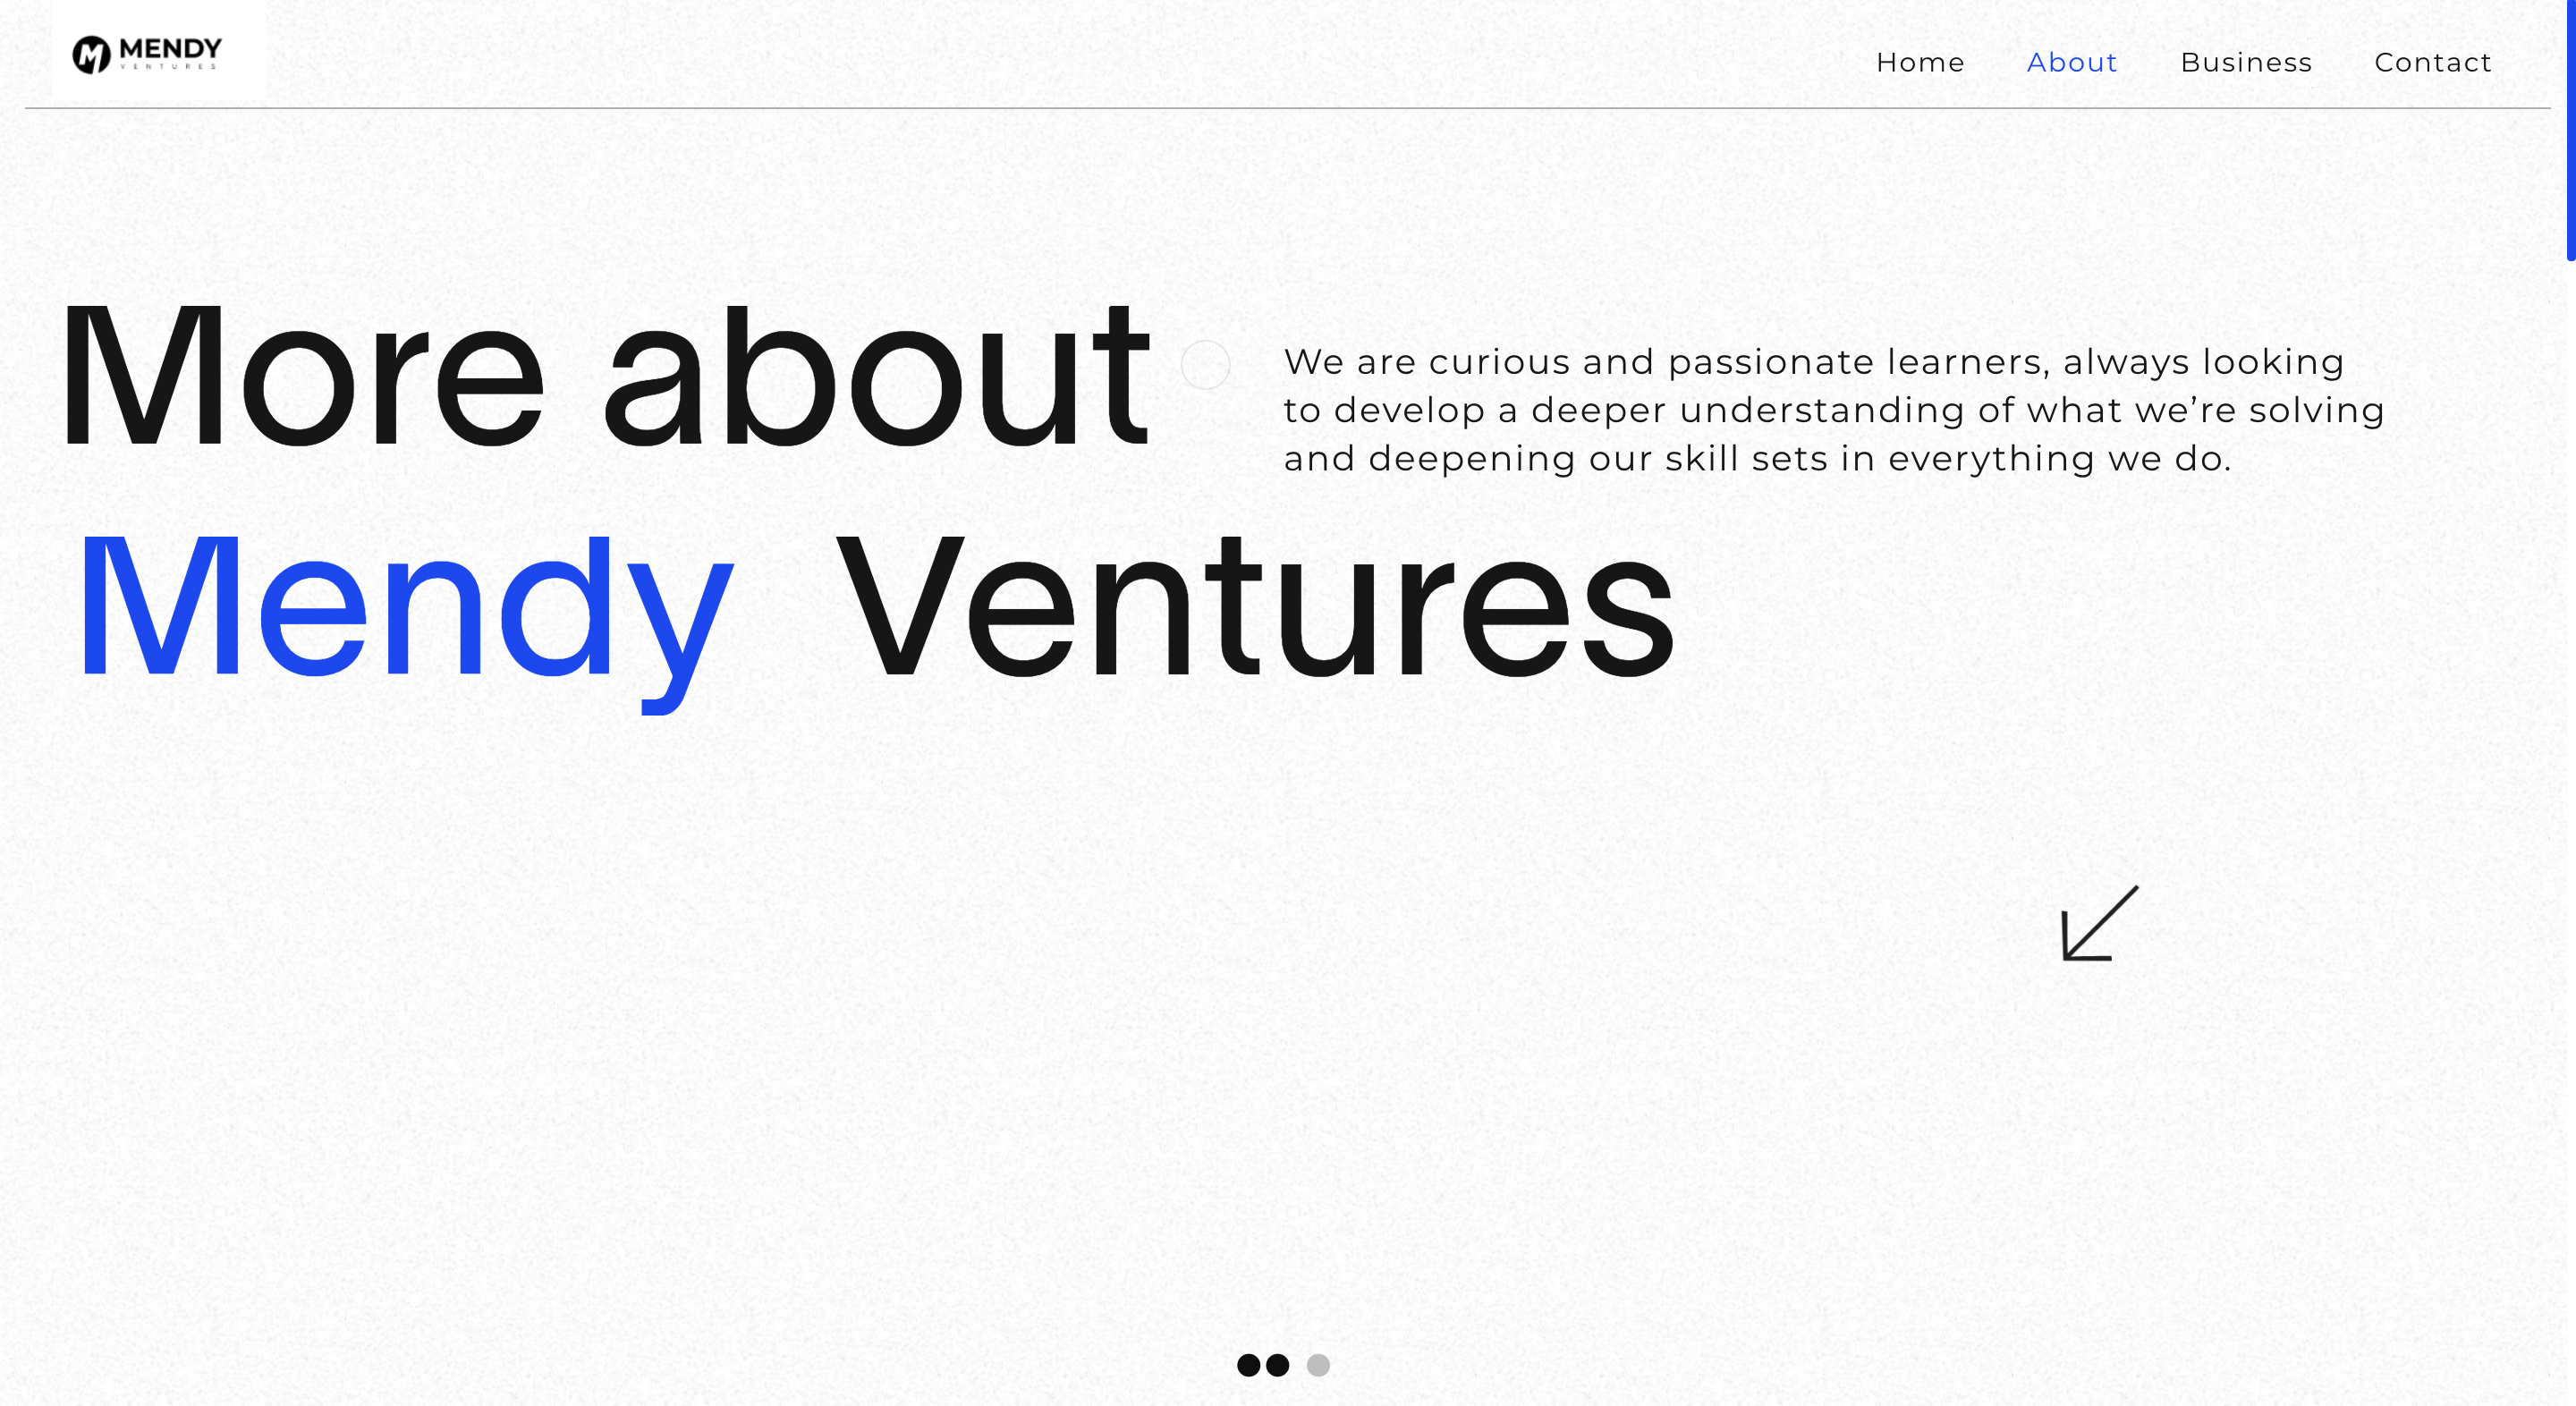 MENDY
VENTURES
Home About Business Contact
More about
We are curious and passionate learners, always looking
to develop a deeper understanding of what we’re solving
and deepening our skill sets in everything we do.
Mendy Ventures